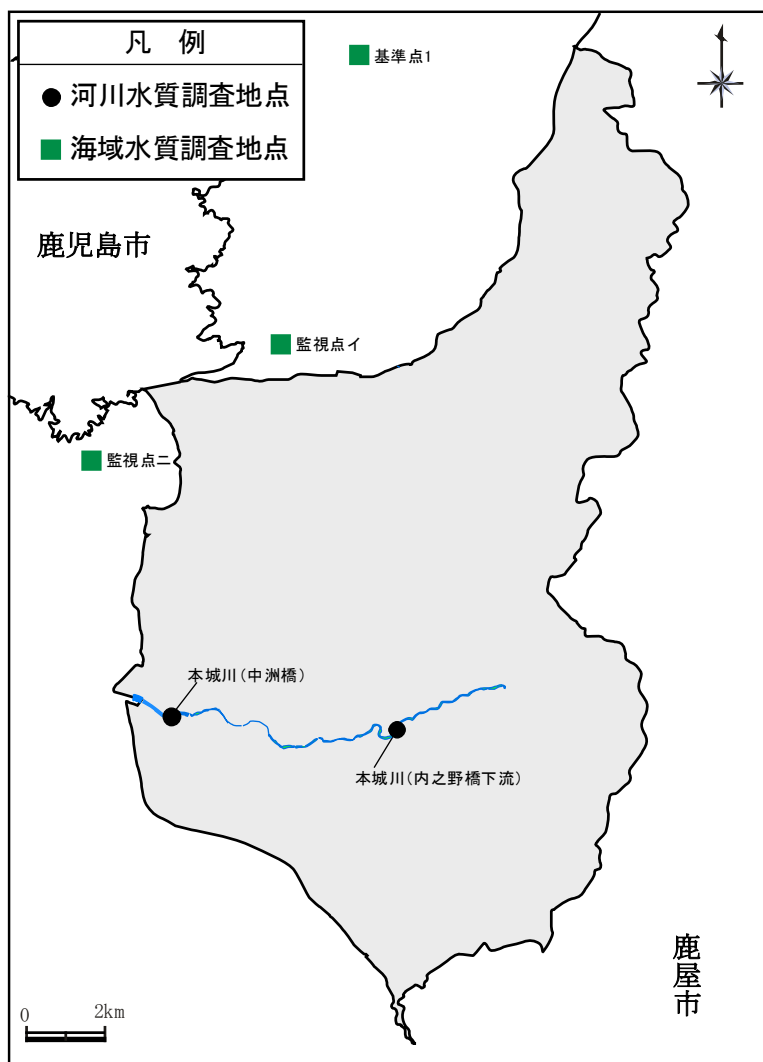 凡 例
河川水質調査地点
海域水質調査地点
基準点1
鹿児島市
監視点イ
監視点ニ
本城川(中洲橋)
本城川(内之野橋下流)
鹿屋市
0 2km